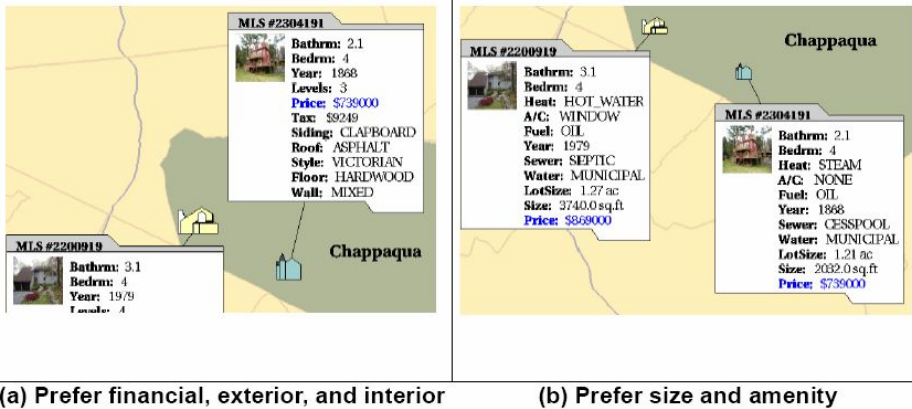 MLS #2304191
Bathrm: 2.1
Bedrm: 4
Year: 1868
Levels: 3
Price: $739000
Tax: $9249
Siding: CLAPBOARD
Roof: ASPHALT
Style: VICTORIAN
Floor: HARDWOOD
Wall: MIXED
Chappaqua
MLS #2200919
Bathrm: 3.1
Bedrm: 4
Year: 1979
Levels: 4
(a) Prefer financial, exterior, and interior
Chappaqua
MLS #2200919
Bathrm: 3.1
Bedrm: 4
Heat: HOT_WATER
A/C: WINDOW
Fuel: OIL
Year: 1979
Sewer: SEPTIC
Water: MUNICIPAL
LotSize: 1.27 ac
Size: 3740.0 sq.ft
Price: $869000
MLS #2304191
Bathrm: 2.1
Bedrm: 4
Heat: STEAM
A/C: NONE
Fuel: OIL
Year: 1868
Sewer: CESSPOOL
Water: MUNICIPAL
LotSize: 1.21 ac
Size: 2032.0 sq.ft
Price: $739000
(b) Prefer size and amenity